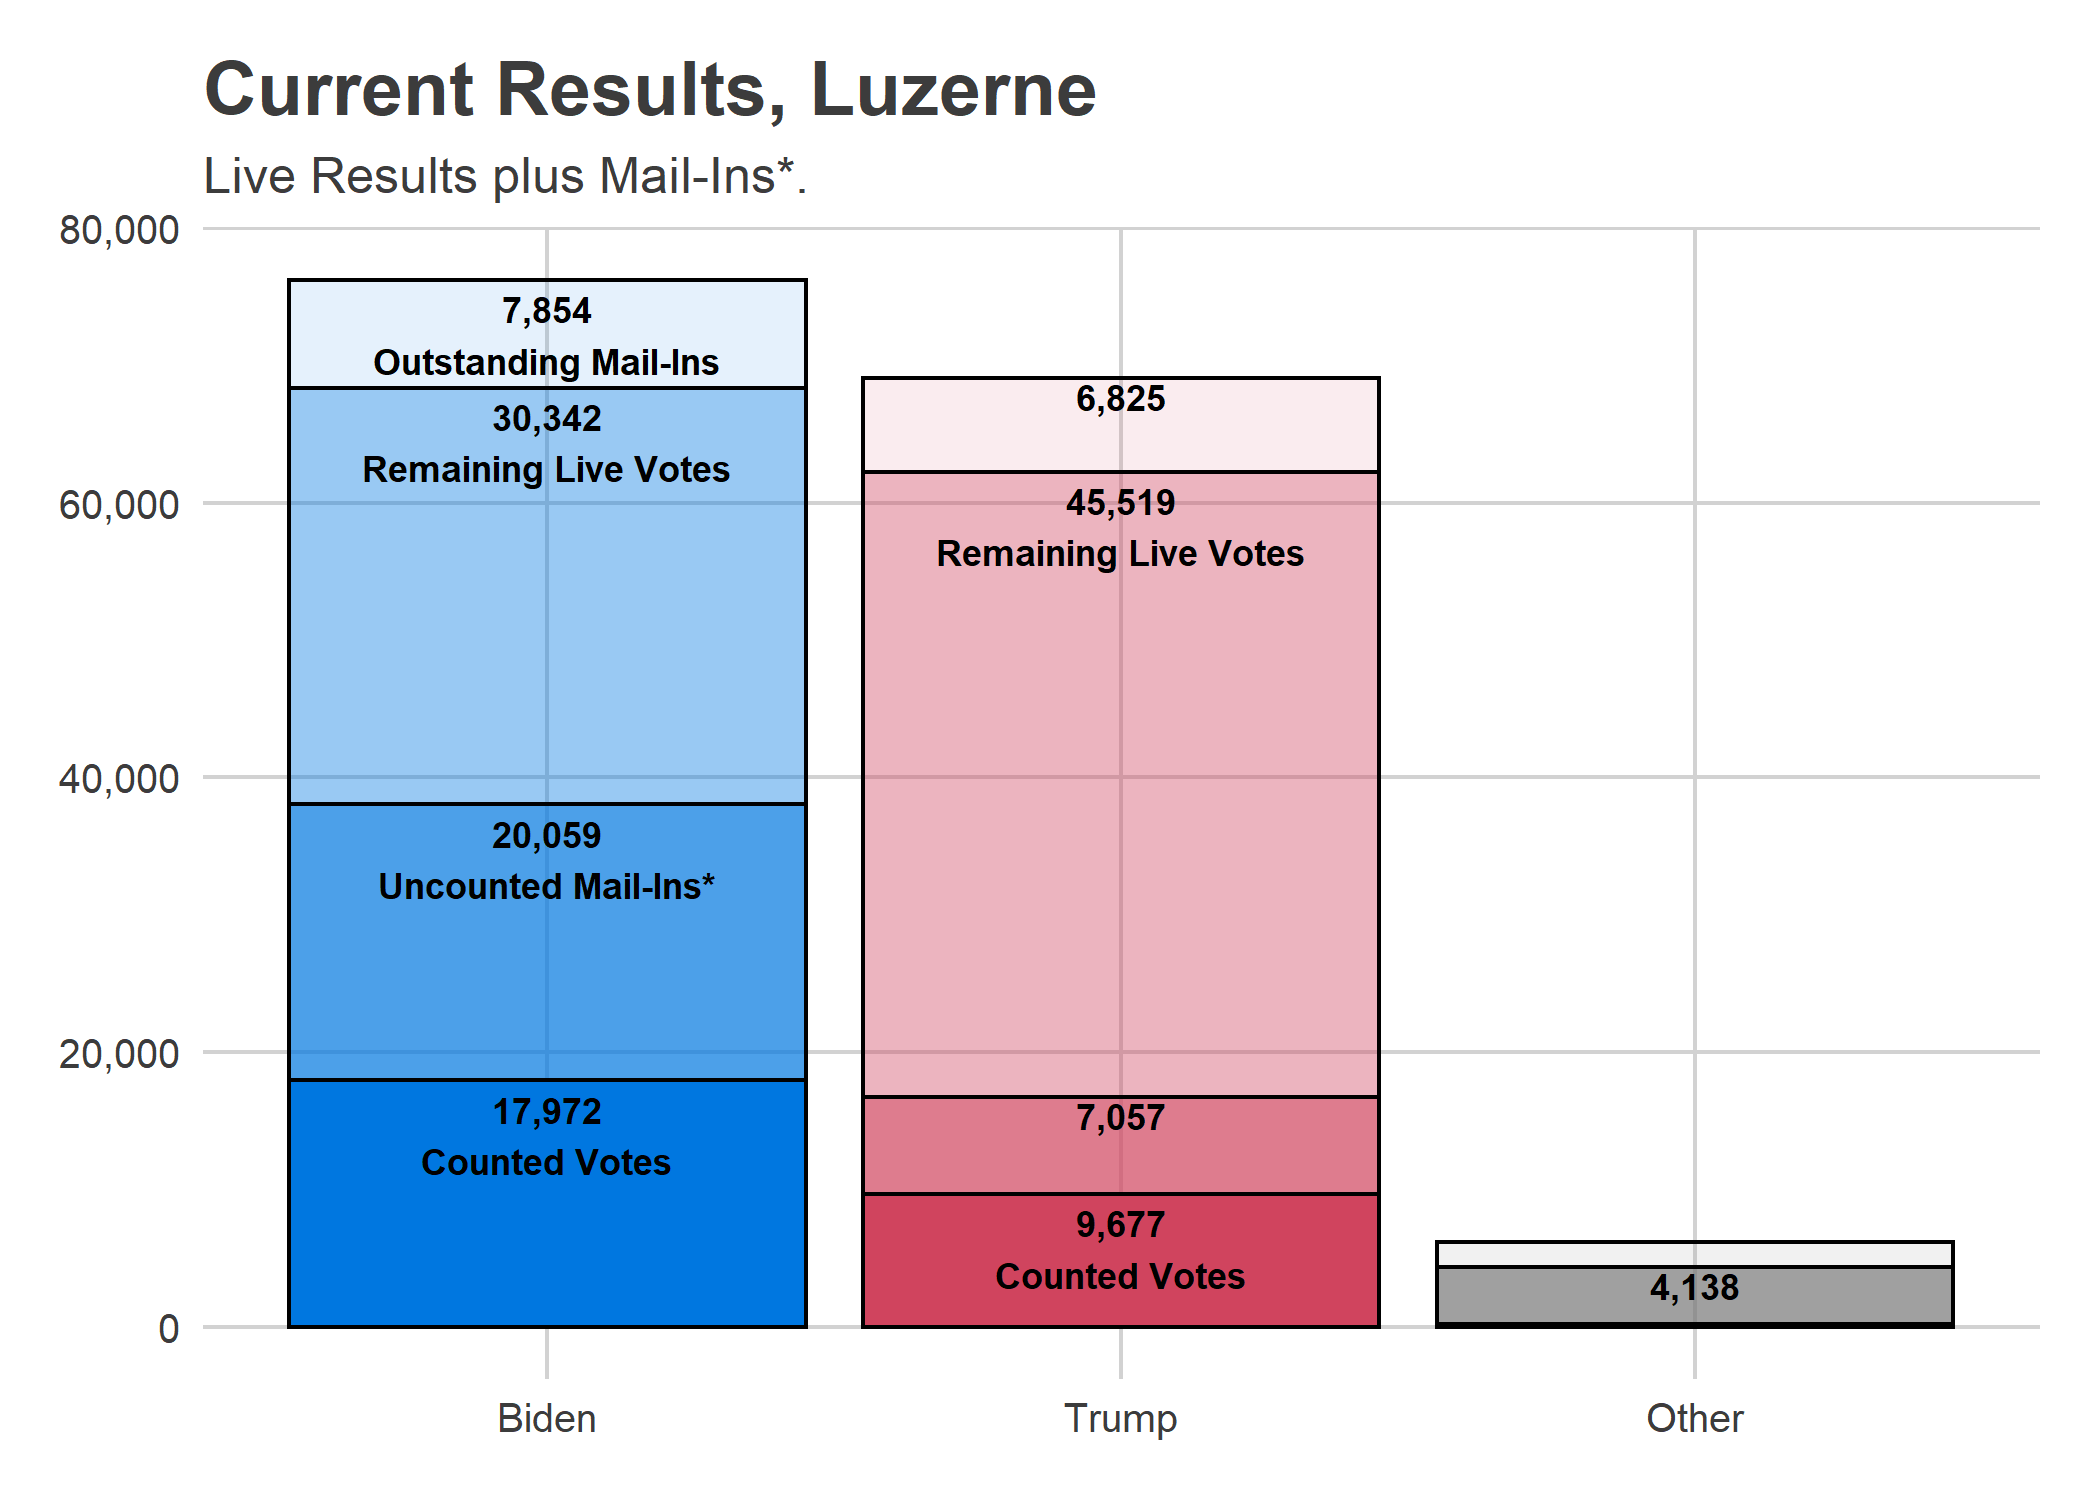 Current Results, Luzerne
Live Results plus Mail-Ins*.
80,000
60,000
40,000
20,000
0
7,854
Outstanding Mail-Ins
30,342
Remaining Live Votes
20,059
Uncounted Mail-Ins*
17,972
Counted Votes
6,825
45,519
Remaining Live Votes
7,057
9,677
Counted Votes
4,138
Biden
Trump
Other